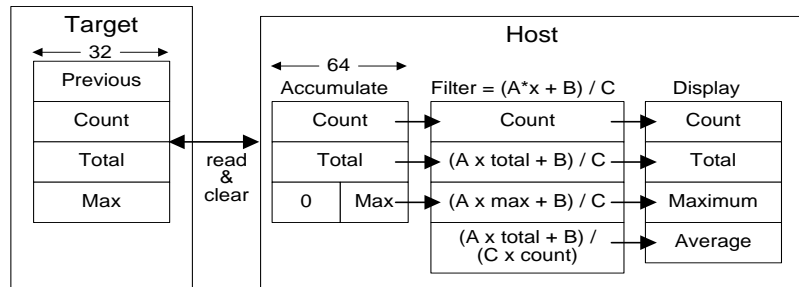 Target
32
Previous
Count
Total
Max
read
&
clear
Host
64
Accumulate
Count
Total
0 Max
Filter = (A*x + B) / C
Count
(A x total + B) / C
(A x max + B) / C
(A x total + B) /
(C x count)
Display
Count
Total
Maximum
Average